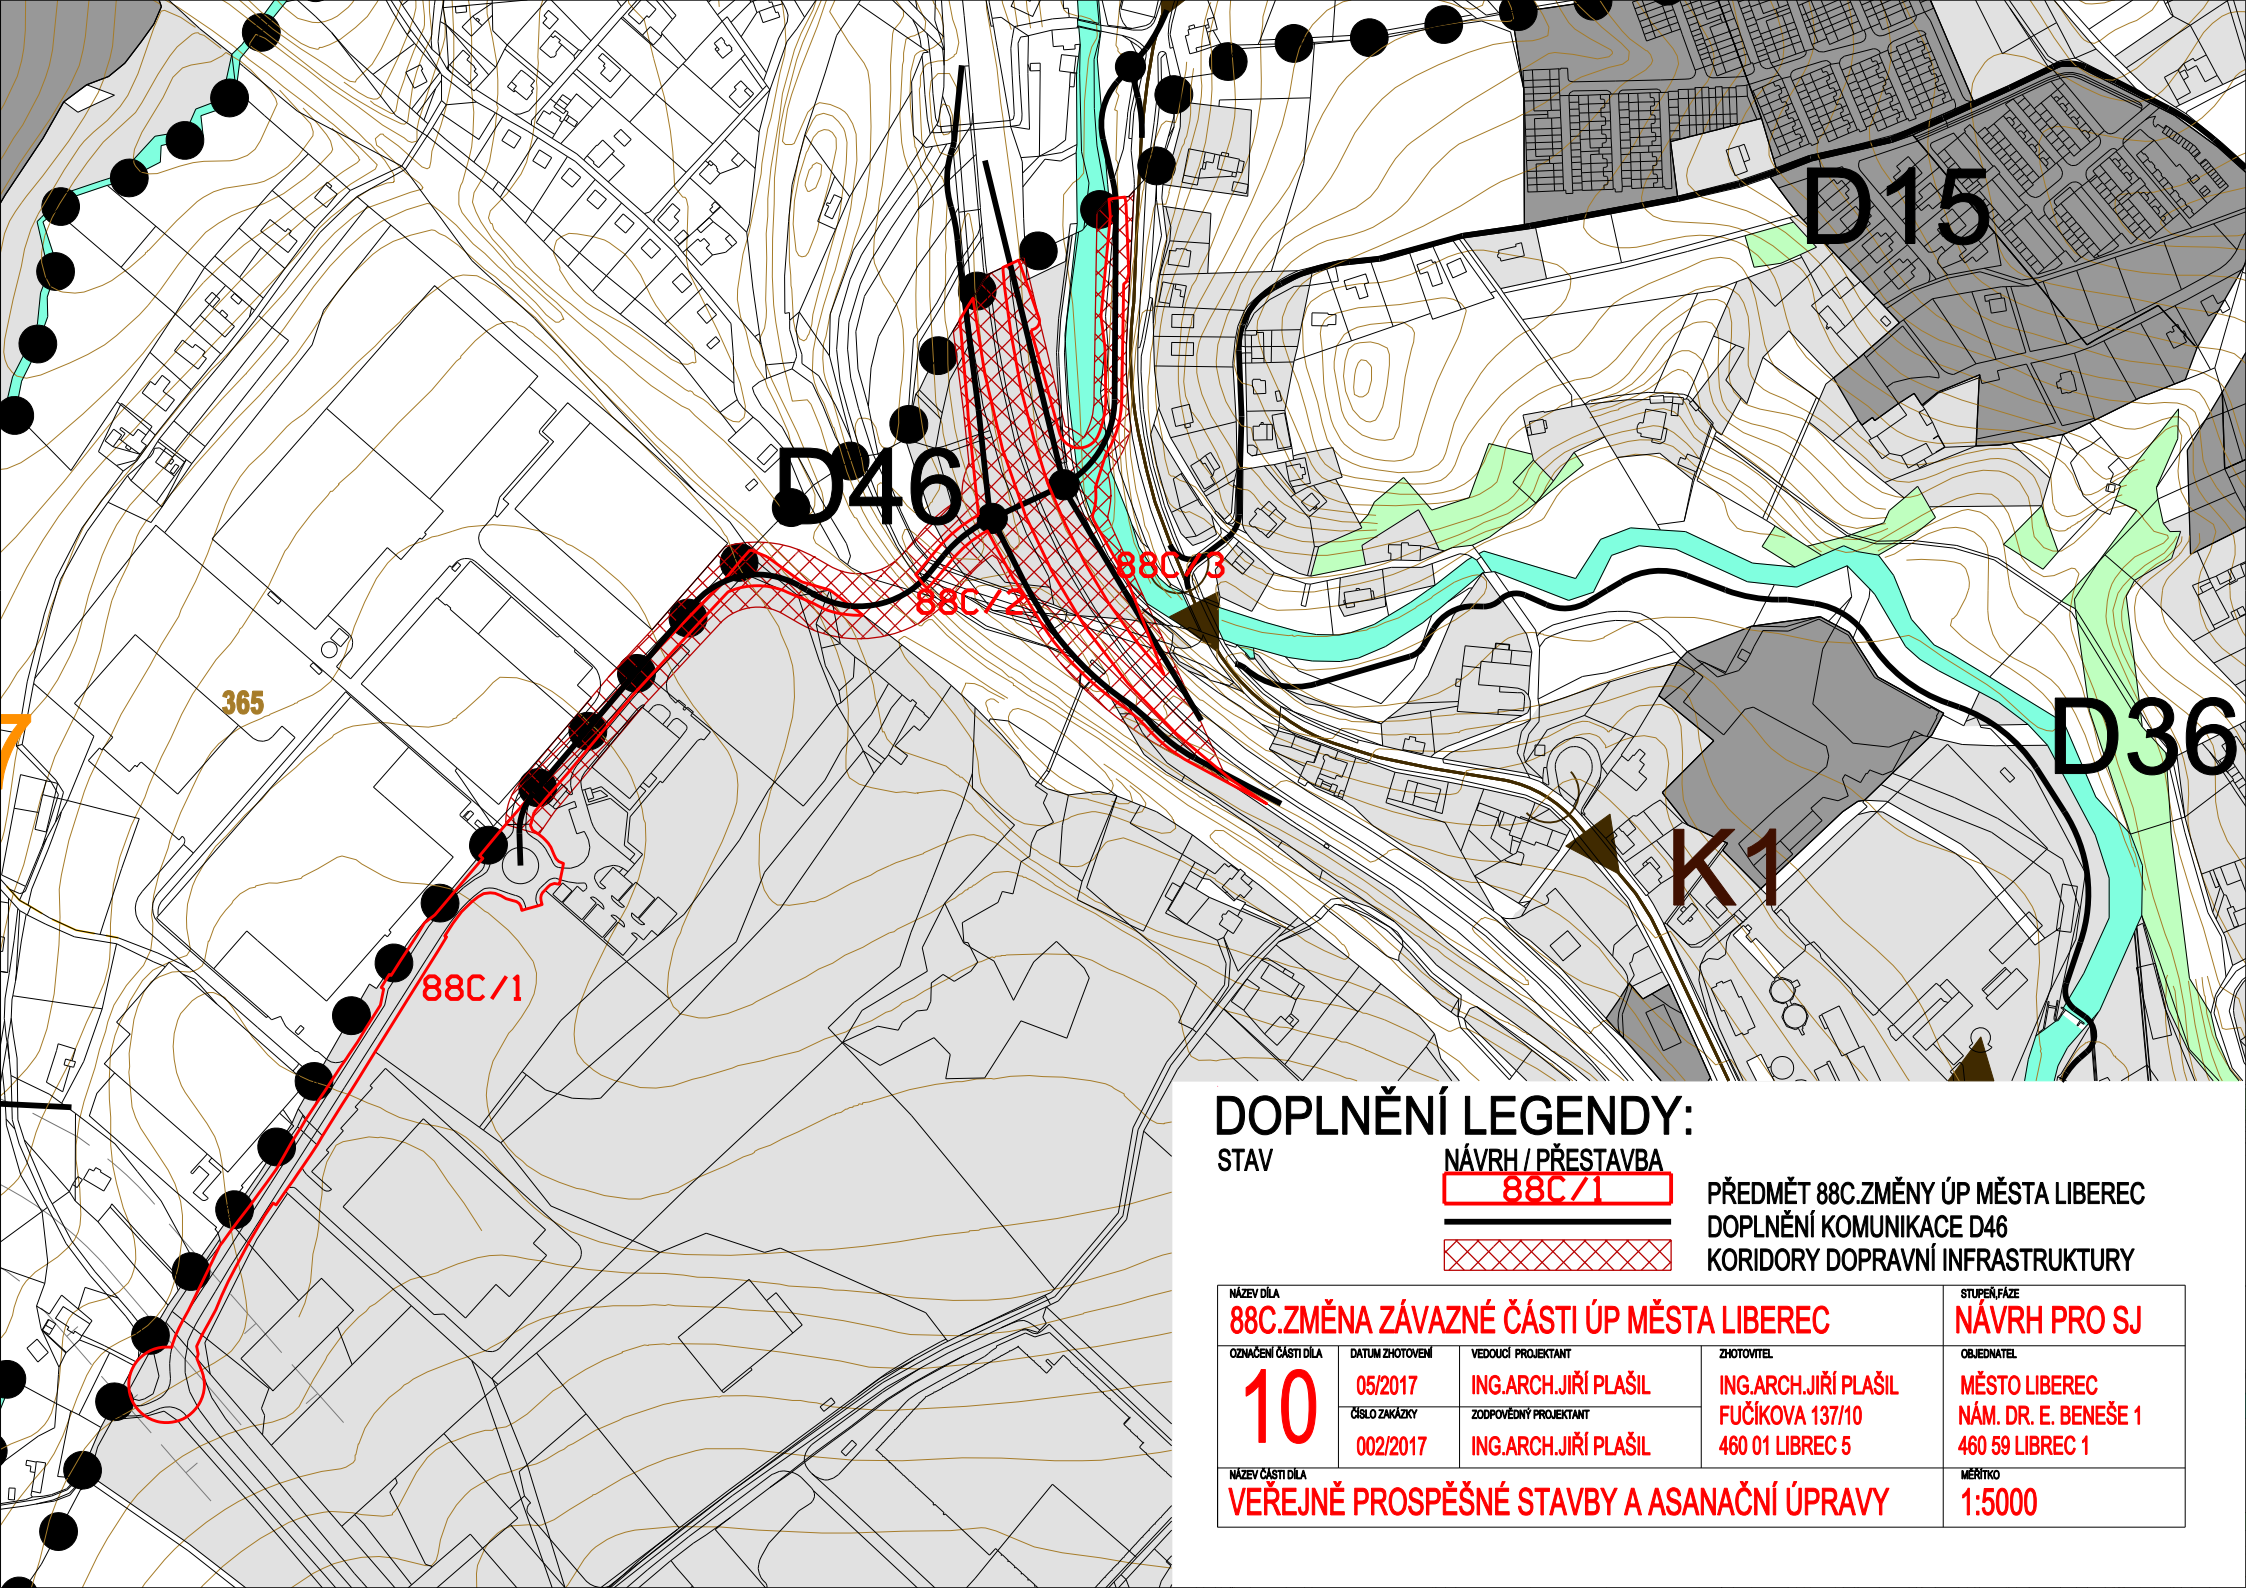 D15
D46
88C/3
88C/2
365
7
D36
K1
88C/1
DOPLNĚNÍ LEGENDY:
STAV
NÁVRH / PŘESTAVBA
88C/1
PŘEDMĚT 88C.ZMĚNY ÚP MĚSTA LIBEREC
DOPLNĚNÍ KOMUNIKACE D46
KORIDORY DOPRAVNÍ INFRASTRUKTURY
NÁZEV DÍLA
88C.ZMĚNA ZÁVAZNÉ ČÁSTI ÚP MĚSTA LIBEREC
STUPEŇ,FÁZE
NÁVRH PRO SJ
OZNAČENÍ ČÁSTI DÍLA
10
DATUM ZHOTOVENÍ
05/2017
VEDOUCÍ PROJEKTANT
ING.ARCH.JIŘÍ PLAŠIL
ČÍSLO ZAKÁZKY
002/2017
ZODPOVĚDNÝ PROJEKTANT
ING.ARCH.JIŘÍ PLAŠIL
ZHOTOVITEL
ING.ARCH.JIŘÍ PLAŠIL
FUČÍKOVA 137/10
460 01 LIBREC 5
OBJEDNATEL
MĚSTO LIBEREC
NÁM. DR. E. BENEŠE 1
460 59 LIBREC 1
NÁZEV ČÁSTI DÍLA
VEŘEJNĚ PROSPĚŠNÉ STAVBY A ASANAČNÍ ÚPRAVY
MĚŘÍTKO
1:5000